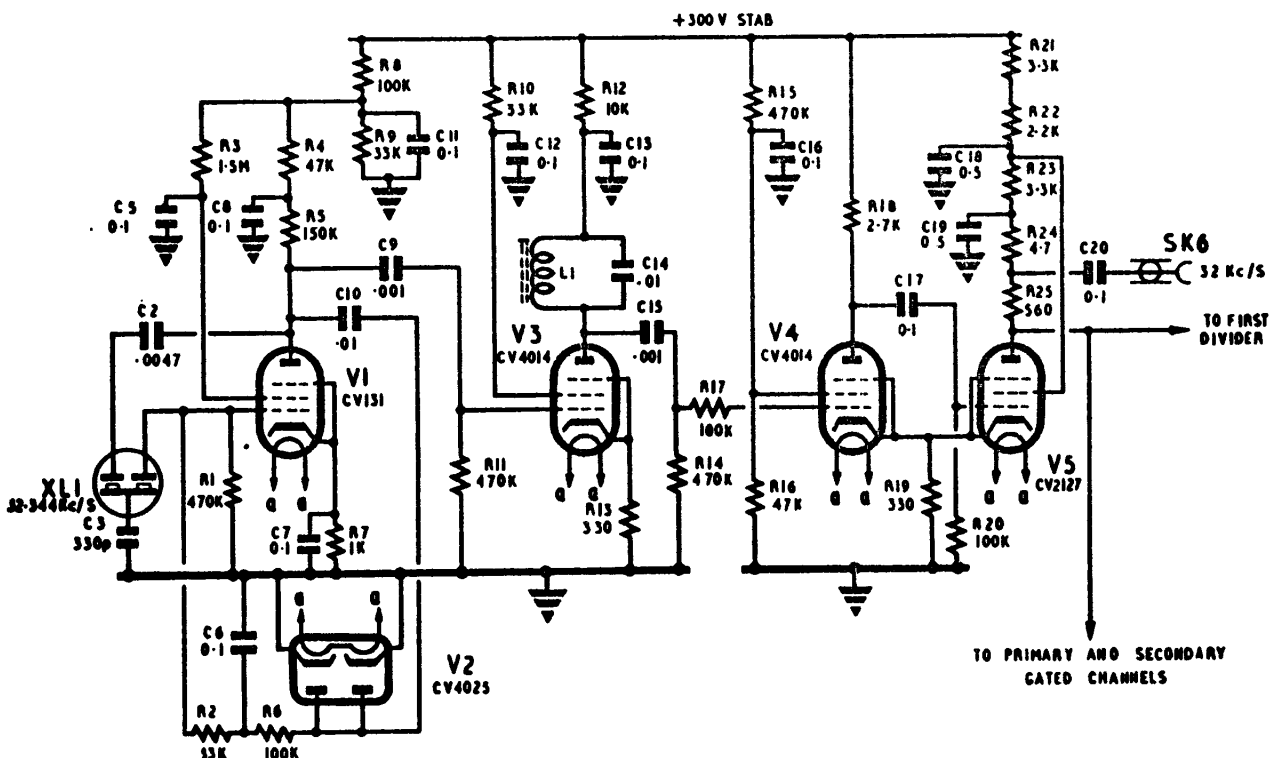 +300 V STAB
R8
100K
R10
33K
R12
10K
R15
470K
R21
3·3K
R22
2·2K
R3
1·5M
R4
47K
R9
33K
C11
0·1
C12
0·1
C13
0·1
C16
0·1
C18
0·5
R23
3·3K
C5
0·1
C8
0·1
R5
150K
R18
2·7K
C19
0·5
R24
4·7
C9
·001
L1
C14
·01
C20
0·1
SK6
32 Kc/S
C2
·0047
C10
·01
C15
·001
C17
0·1
R25
560
TO FIRST
DIVIDER
V1
CV131
V3
CV4014
V4
CV4014
R17
100K
V5
CV2127
XL1
32·344Kc/S
C3
330p
R1
470K
a a
C7
0·1
R7
1K
R11
470K
a a
R13
330
R14
470K
R16
47K
a a
R19
330
R20
100K
a a
C6
0·1
a a
V2
CV4025
R2
R6
100K
TO PRIMARY AND SECONDARY
GATED CHANNELS